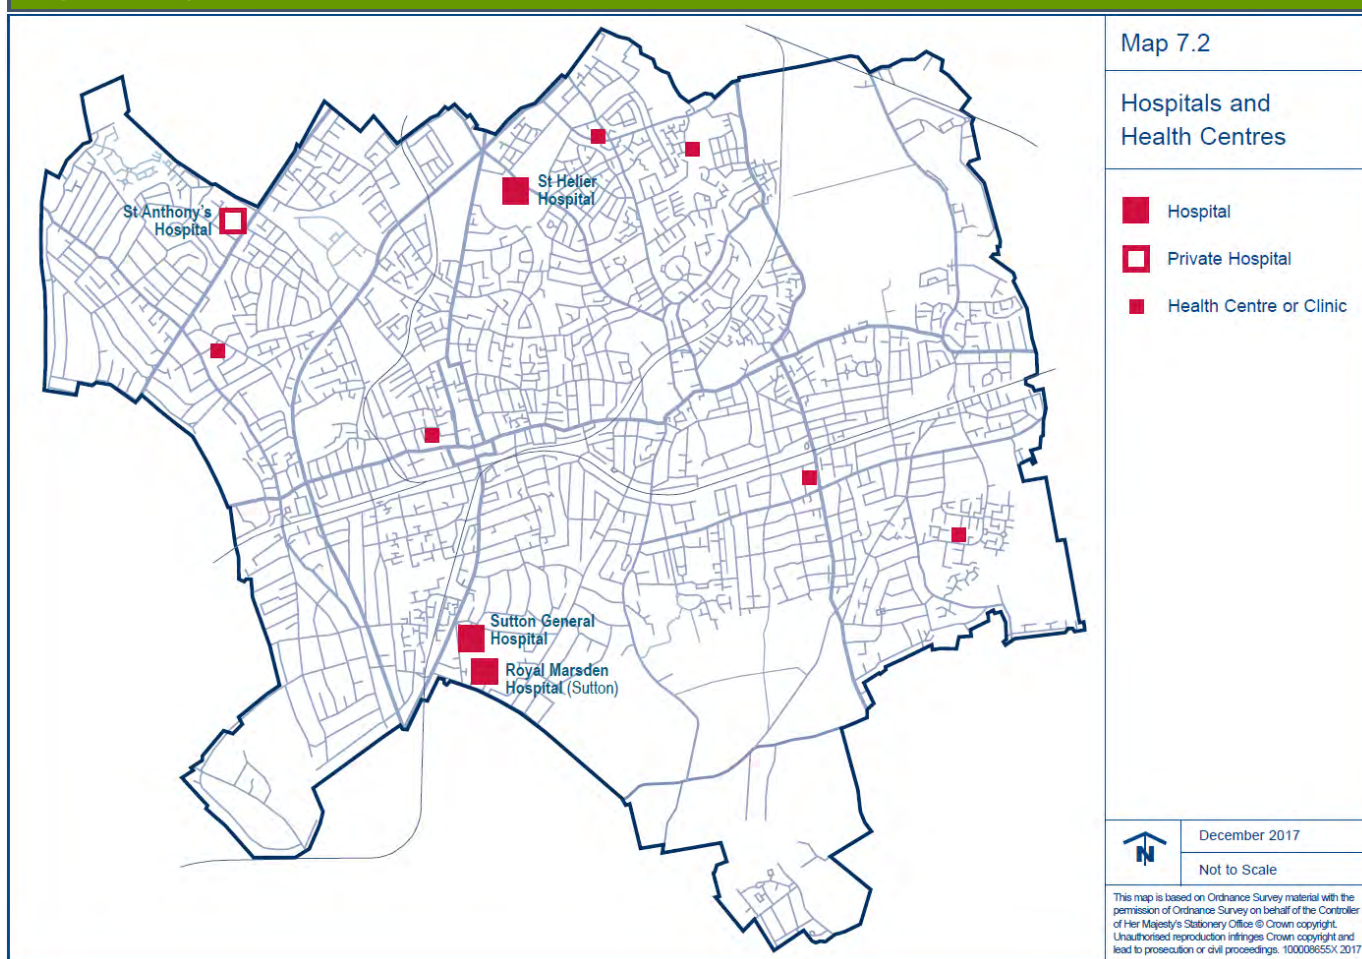 Map 7.2
Hospitals and
Health Centres
Hospital
Private Hospital
Health Centre or Clinic
St Helier
Hospital
St Anthony's
Hospital
Sutton General
Hospital
Royal Marsden
Hospital (Sutton)
N
December 2017
Not to Scale
This map is based on Ordnance Survey material with the
permission of Ordnance Survey on behalf of the Controller
of Her Majesty's Stationery Office © Crown copyright.
Unauthorised reproduction infringes Crown copyright and
lead to prosecution or civil proceedings. 100008655X 2017